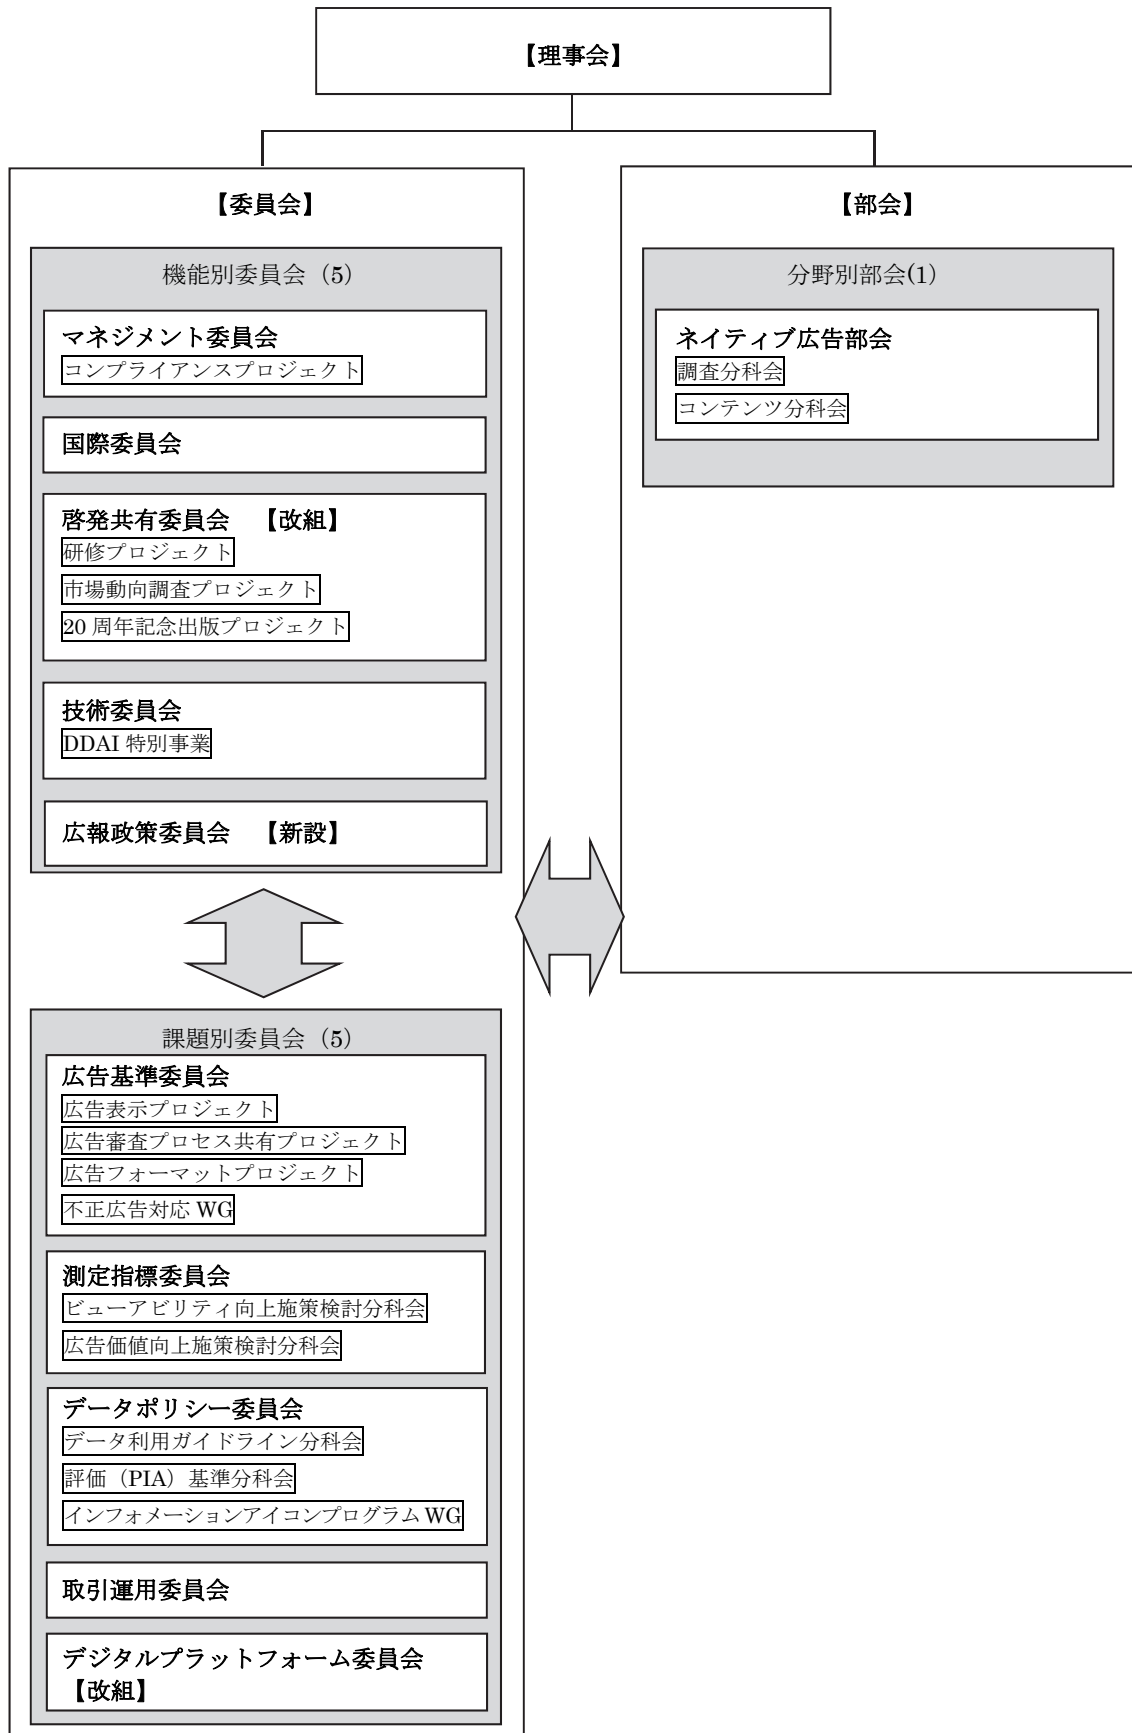 【理事会】
【委員会】
機能別委員会（5）
マネジメント委員会
コンプライアンスプロジェクト
国際委員会
啓発共有委員会　【改組】
研修プロジェクト
市場動向調査プロジェクト
20 周年記念出版プロジェクト
技術委員会
DDAI 特別事業
広報政策委員会　【新設】
課題別委員会（5）
広告基準委員会
広告表示プロジェクト
広告審査プロセス共有プロジェクト
広告フォーマットプロジェクト
不正広告対応 WG
測定指標委員会
ビューアビリティ向上施策検討分科会
広告価値向上施策検討分科会
データポリシー委員会
データ利用ガイドライン分科会
評価（PIA）基準分科会
インフォメーションアイコンプログラム WG
取引運用委員会
デジタルプラットフォーム委員会
【改組】
【部会】
分野別部会(1)
ネイティブ広告部会
調査分科会
コンテンツ分科会